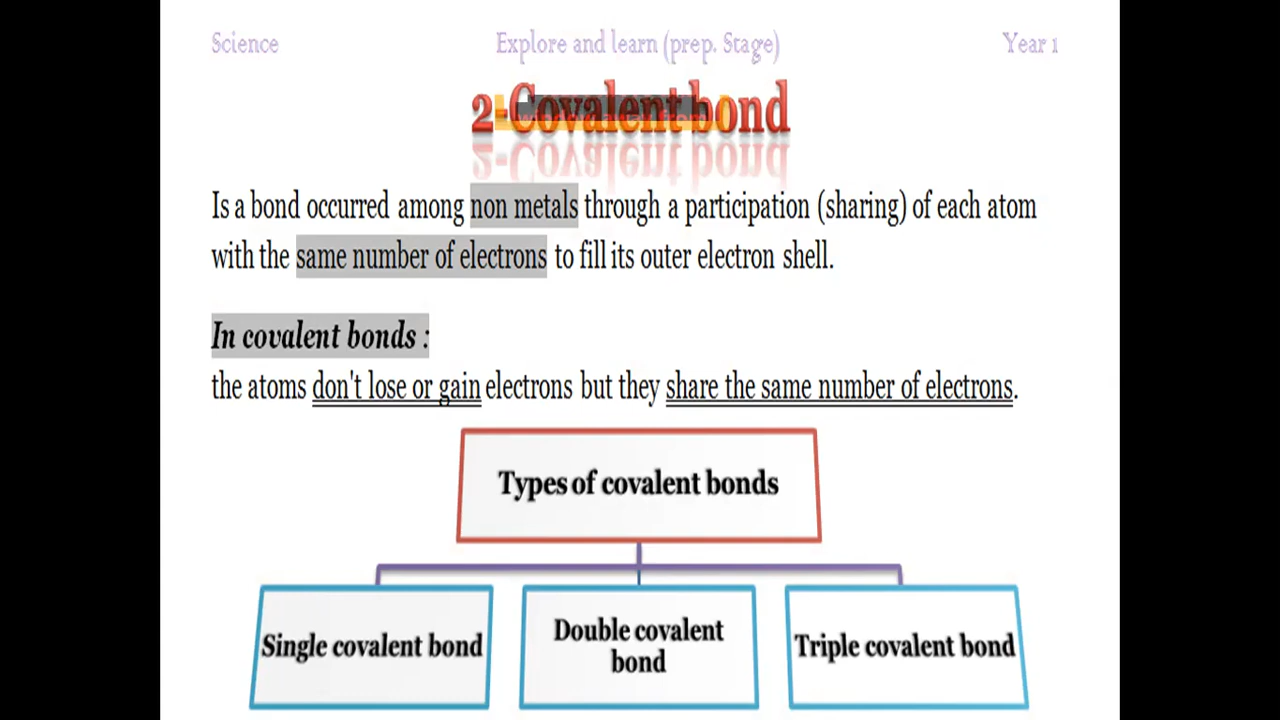 Science Explore and learn (prep. Stage) Year 1
2-Covalent bond
window away from
Is a bond occurred among non metals through a participation (sharing) of each atom
with the same number of electrons to fill its outer electron shell.
In covalent bonds :
the atoms don't lose or gain electrons but they share the same number of electrons.
Types of covalent bonds
Single covalent bond
Double covalent
bond
Triple covalent bond